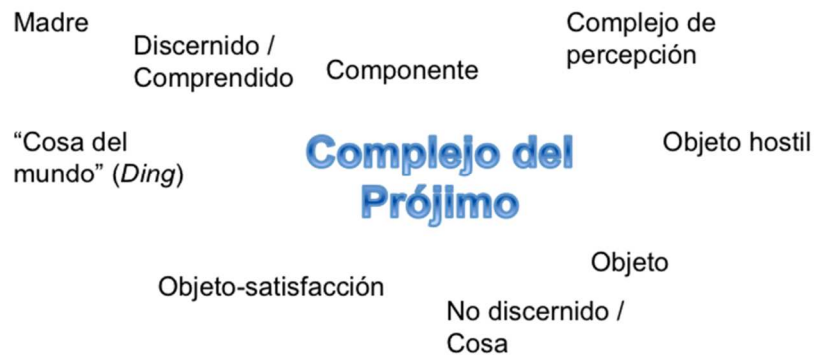 Madre
Discernido /
Comprendido
Componente
Complejo de
percepción
“Cosa del
mundo” (Ding)
Complejo del
Prójimo
Objeto hostil
Objeto-satisfacción
Objeto
No discernido /
Cosa